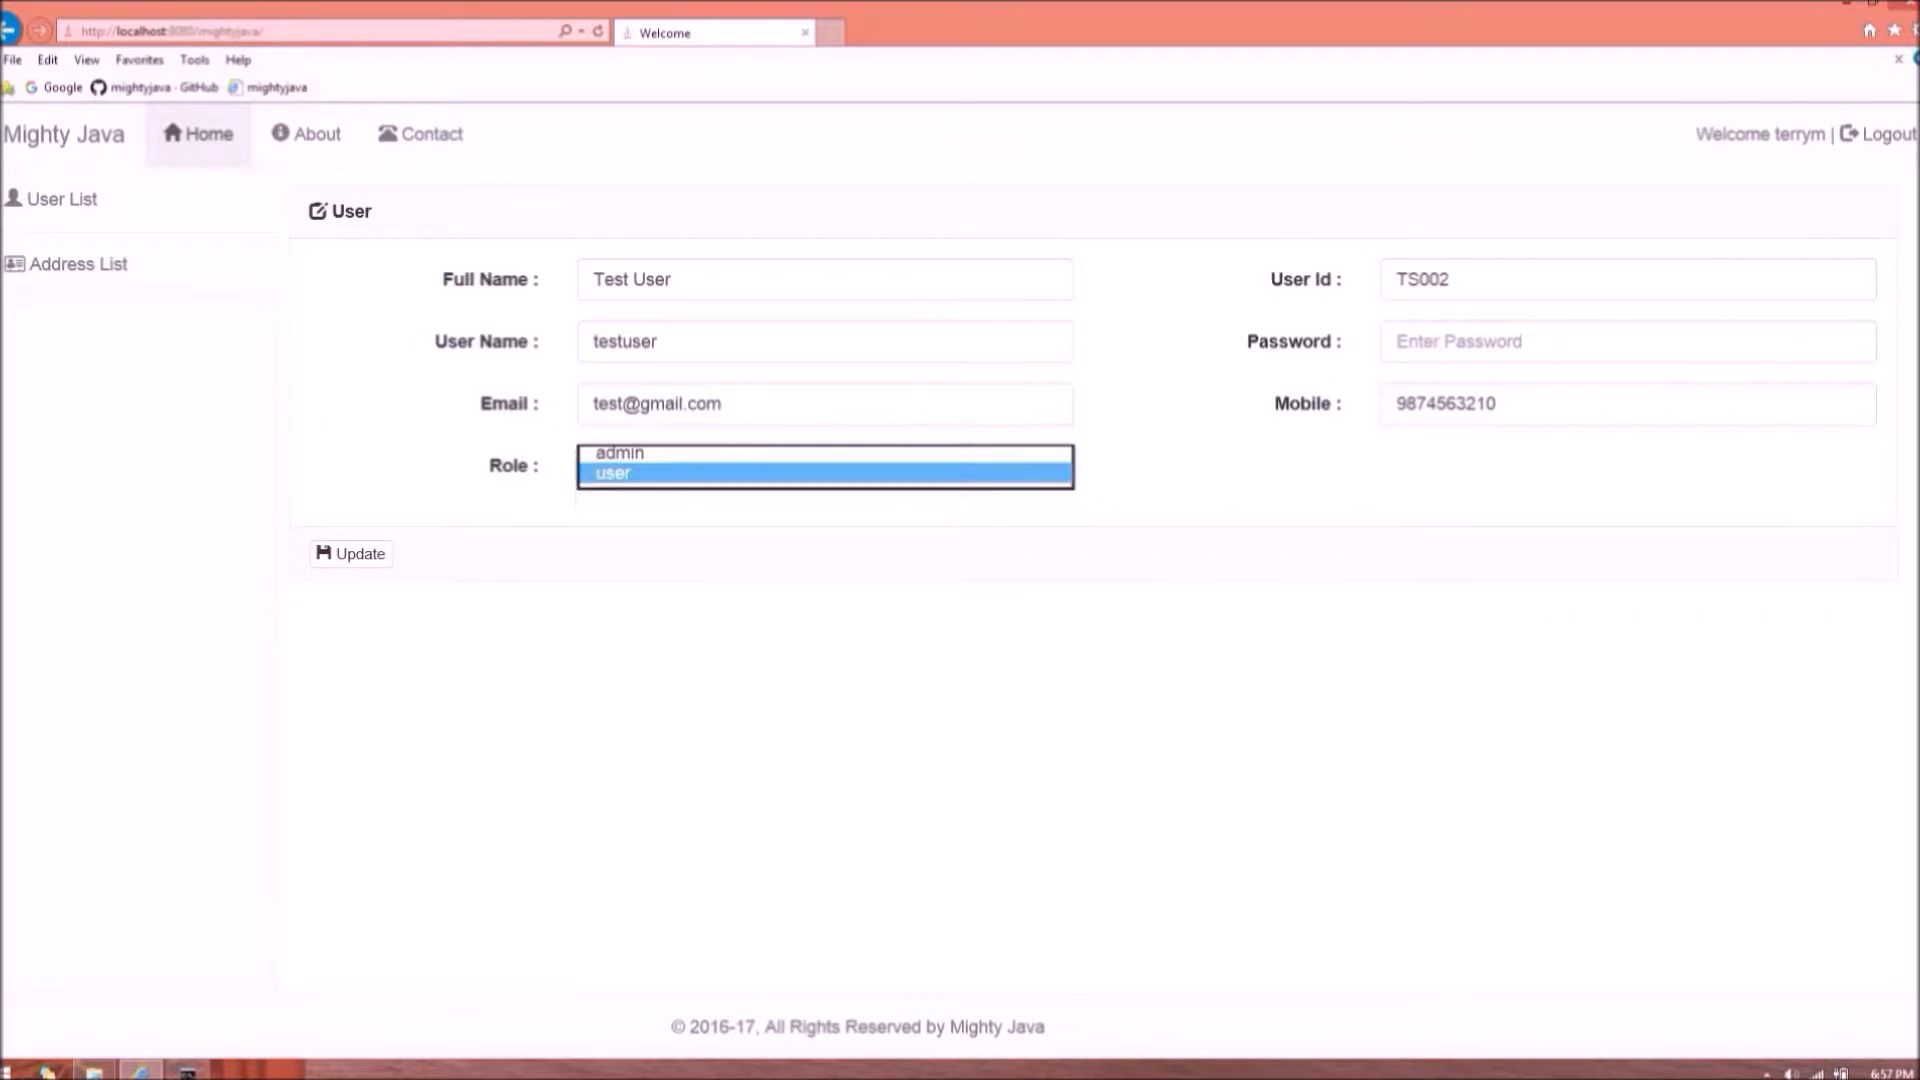 http://localhost:8080/mightyjava/
Welcome
File Edit View Favorites Tools Help
Google mightyjava · GitHub mightyjava
Mighty Java Home About Contact Welcome terrym | Logout
User List
Address List
User
Full Name : Test User User Id : TS002
User Name : testuser Password : Enter Password
Email : test@gmail.com Mobile : 9874563210
Role : admin
user
Update
© 2016-17, All Rights Reserved by Mighty Java
6:57 PM